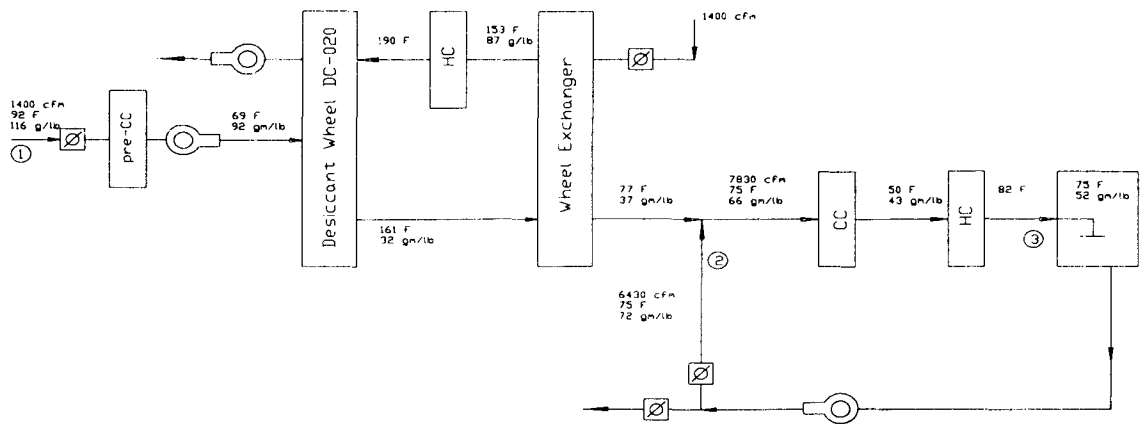 1400 cfm
92 F
116 g/lb
1
pre-CC
69 F
92 gm/lb
Desiccant Wheel DC-020
190 F
HC
153 F
87 g/lb
Wheel Exchanger
1400 cfm
161 F
32 gm/lb
77 F
37 gm/lb
7830 cfm
75 F
66 gm/lb
CC
50 F
43 gm/lb
HC
82 F
3
75 F
52 gm/lb
2
6430 cfm
75 F
72 gm/lb